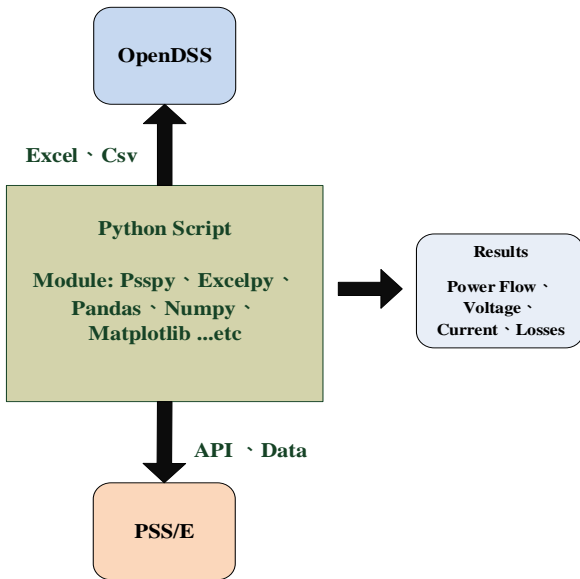 OpenDSS
Excel、Csv
Python Script
Module: Psspy、Excelpy、
Pandas、Numpy、
Matplotlib ...etc
Results
Power Flow、
Voltage、
Current、Losses
API 、Data
PSS/E